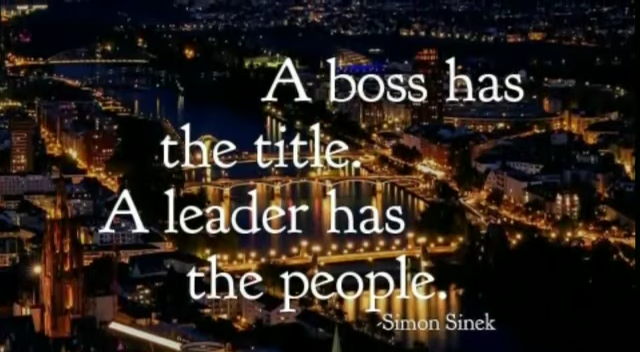 A boss has
the title.
A leader has
the people.
-Simon Sinek